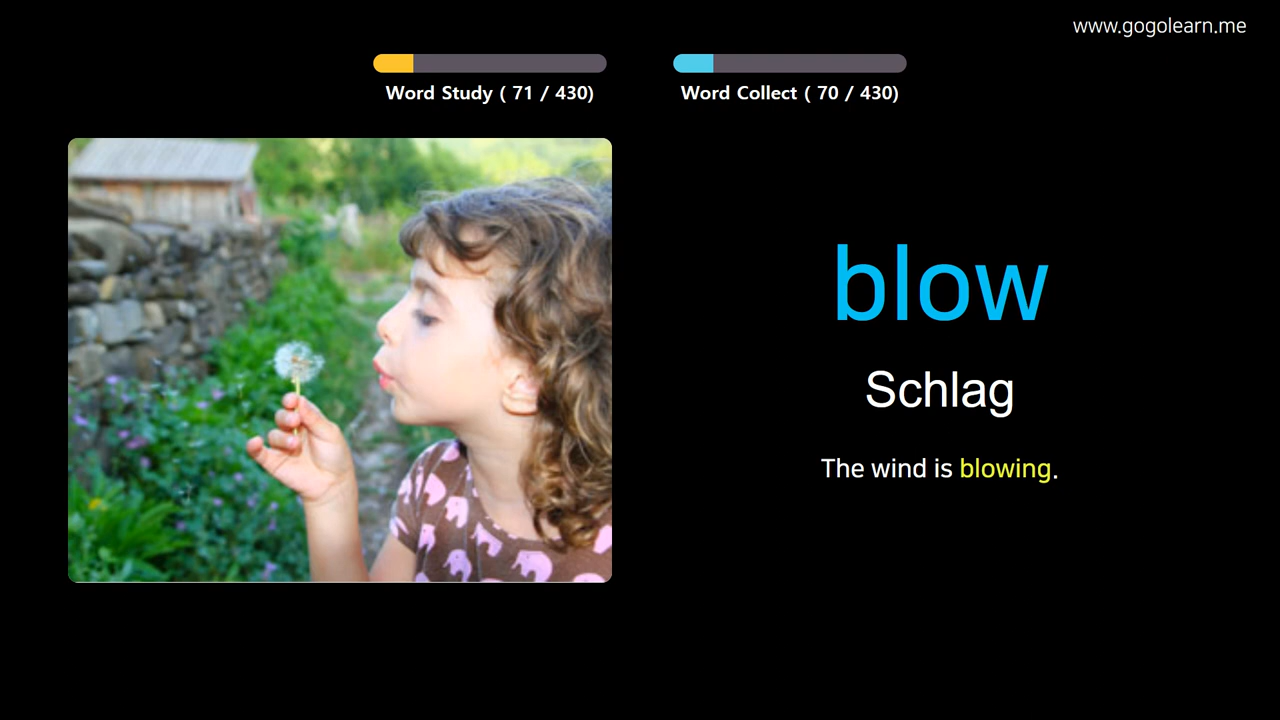 www.gogolearn.me
Word Study ( 71 / 430)
Word Collect ( 70 / 430)
blow
Schlag
The wind is blowing.